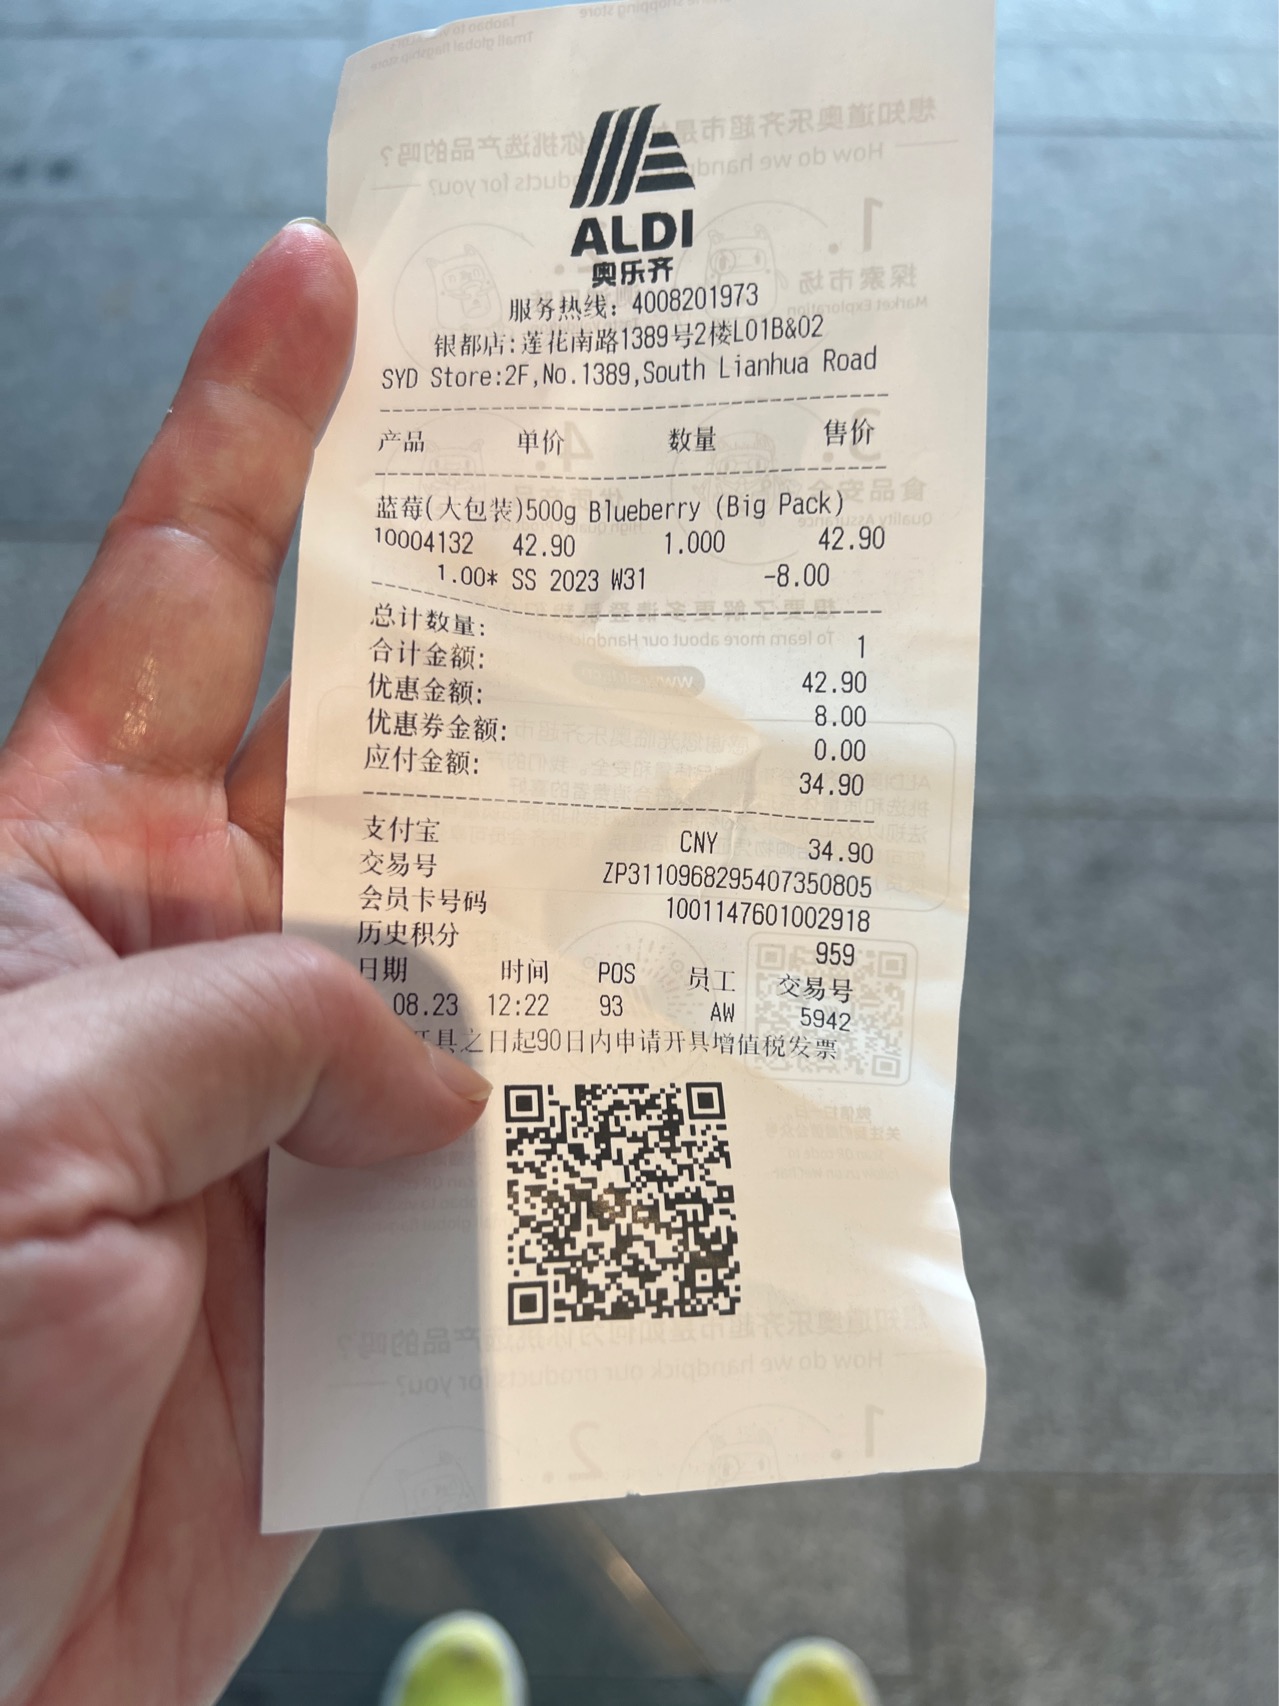 ALDI
奥乐齐
服务热线: 4008201973
银都店:莲花南路1389号2楼L01B&02
SYD Store:2F,No.1389,South Lianhua Road
产品 单价 数量 售价
蓝莓(大包装)500g Blueberry (Big Pack)
10004132 42.90 1.000 42.90
1.00* SS 2023 W31 -8.00
总计数量: 1
合计金额: 42.90
优惠金额: 8.00
优惠券金额: 0.00
应付金额: 34.90
支付宝 CNY 34.90
交易号 ZP3110968295407350805
会员卡号码 1001147601002918
历史积分 959
日期 时间 POS 员工 交易号
08.23 12:22 93 AW 5942
开具之日起90日内申请开具增值税发票